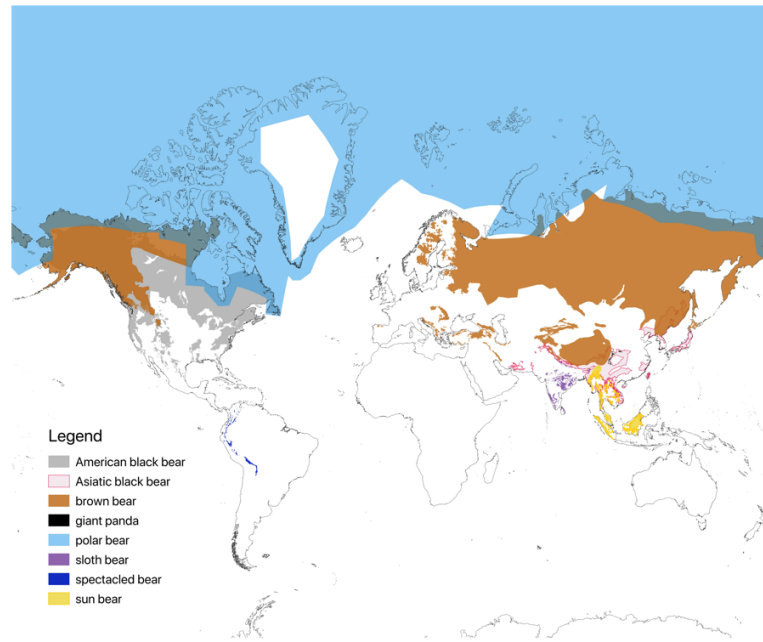 Legend
American black bear
Asiatic black bear
brown bear
giant panda
polar bear
sloth bear
spectacled bear
sun bear